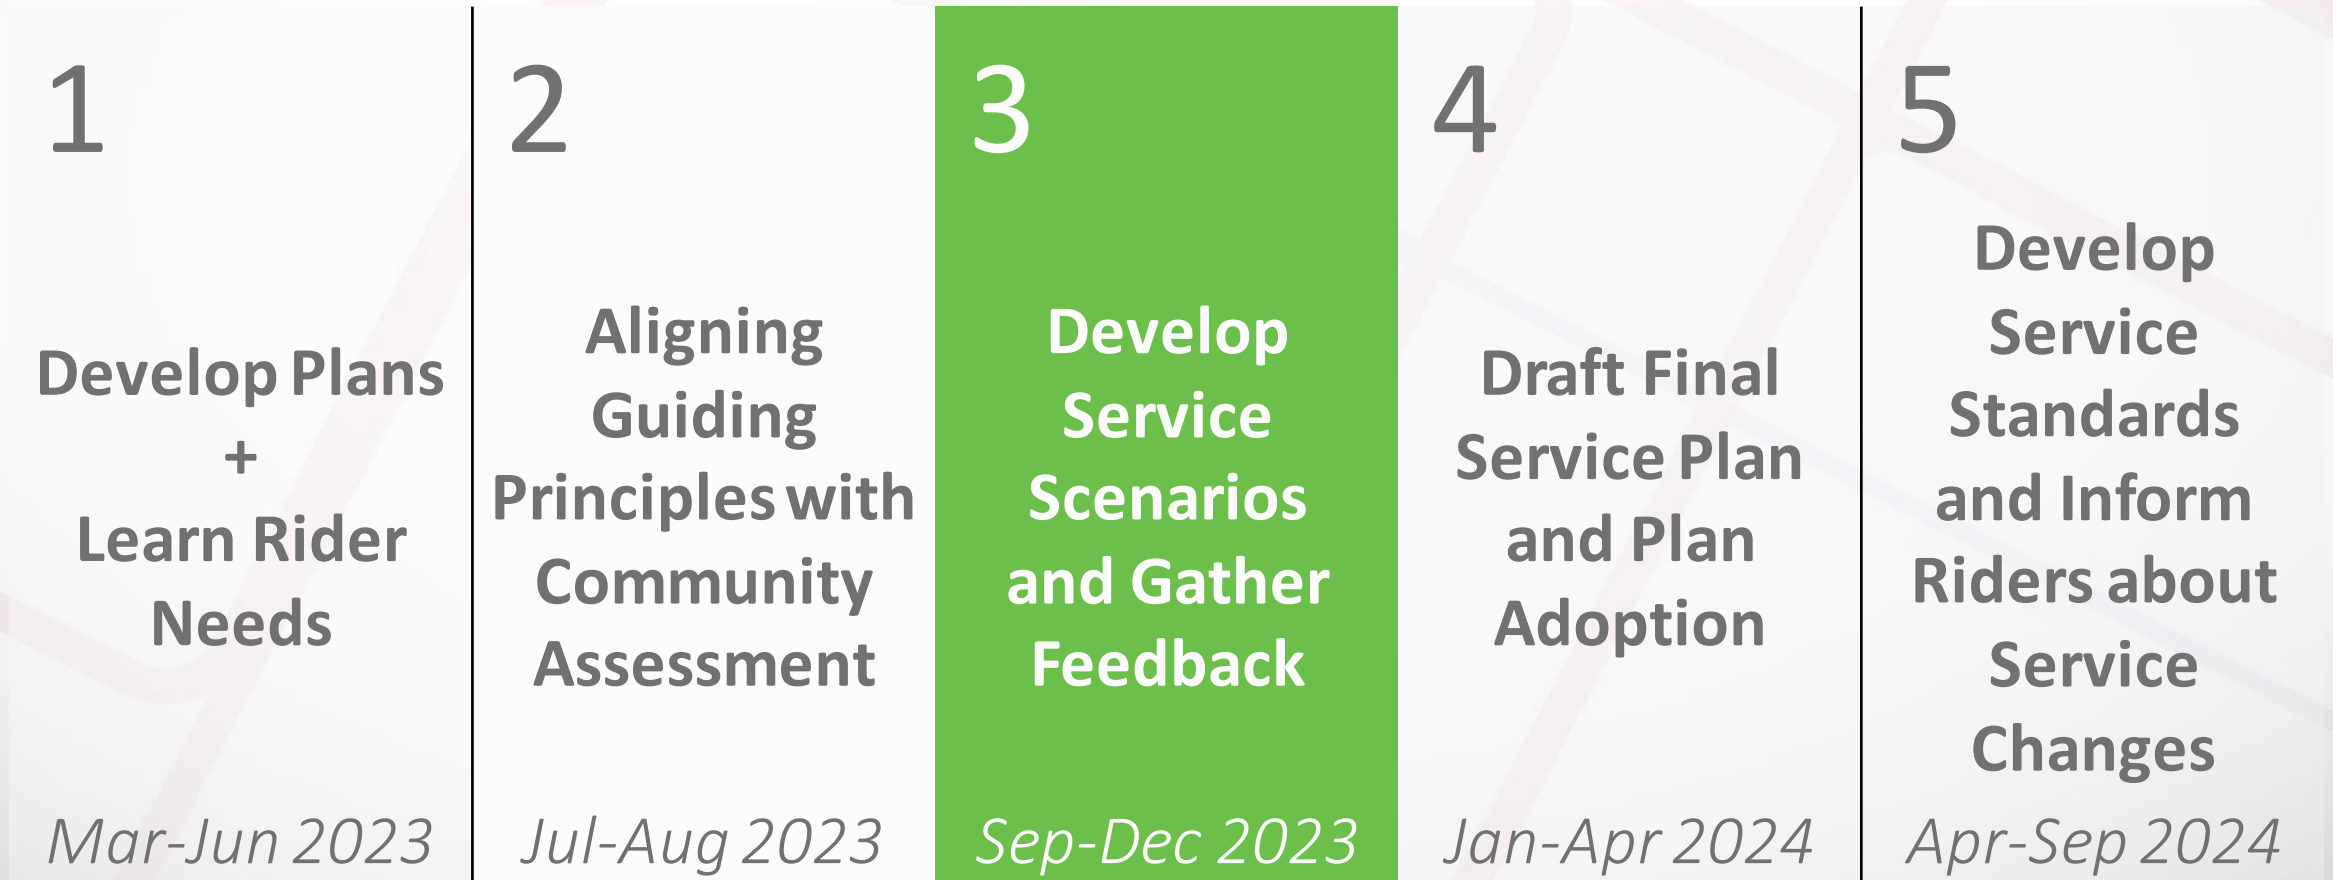 1
Develop Plans
+
Learn Rider
Needs
Mar-Jun 2023
2
Aligning
Guiding
Principles with
Community
Assessment
Jul-Aug 2023
3
Develop
Service
Scenarios
and Gather
Feedback
Sep-Dec 2023
4
Draft Final
Service Plan
and Plan
Adoption
Jan-Apr 2024
5
Develop
Service
Standards
and Inform
Riders about
Service
Changes
Apr-Sep 2024